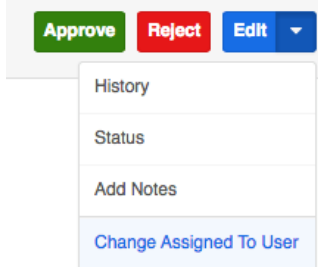 Approve Reject Edit
History
Status
Add Notes
Change Assigned To User